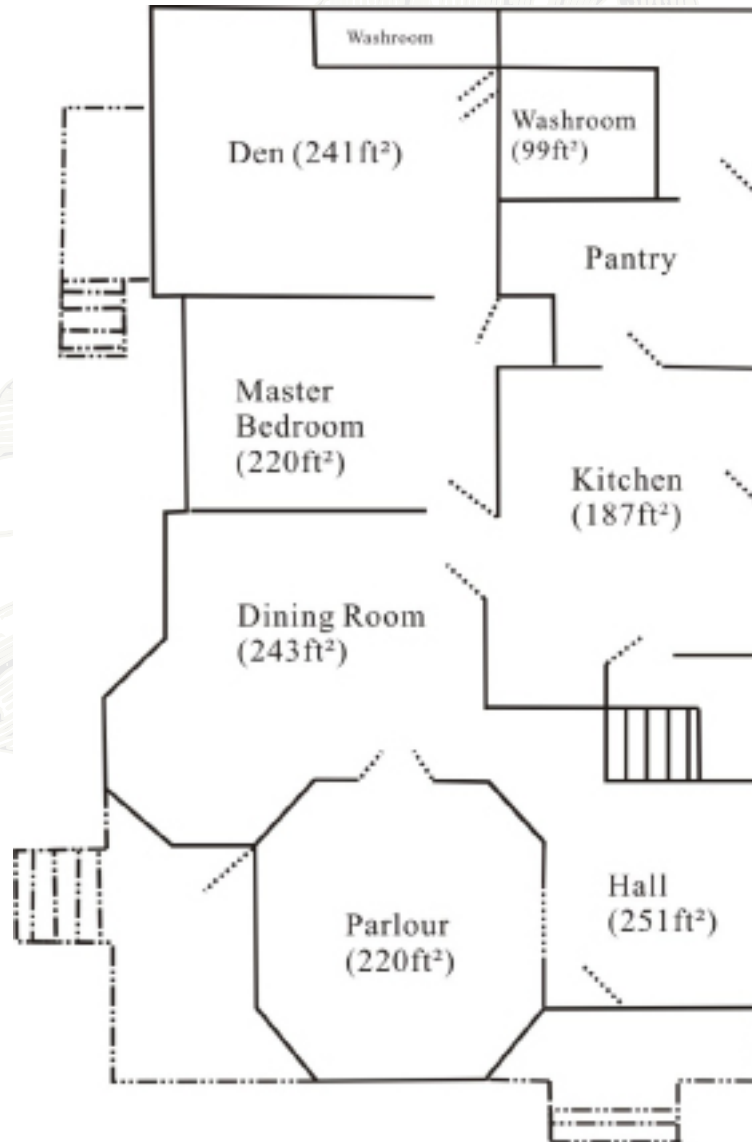 Washroom
Washroom
(99ft²)
Den (241ft²)
Pantry
Master
Bedroom
(220ft²)
Kitchen
(187ft²)
Dining Room
(243ft²)
Hall
(251ft²)
Parlour
(220ft²)